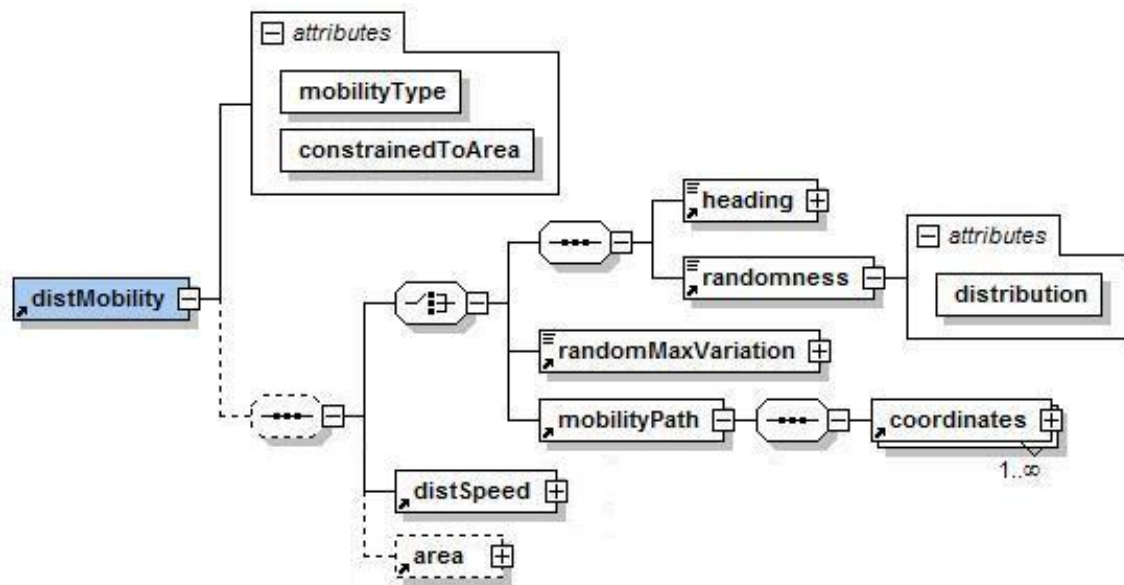 attributes
mobilityType
constrainedToArea
heading
attributes
randomness
distribution
distMobility
randomMaxVariation
mobilityPath
coordinates
1..∞
distSpeed
area